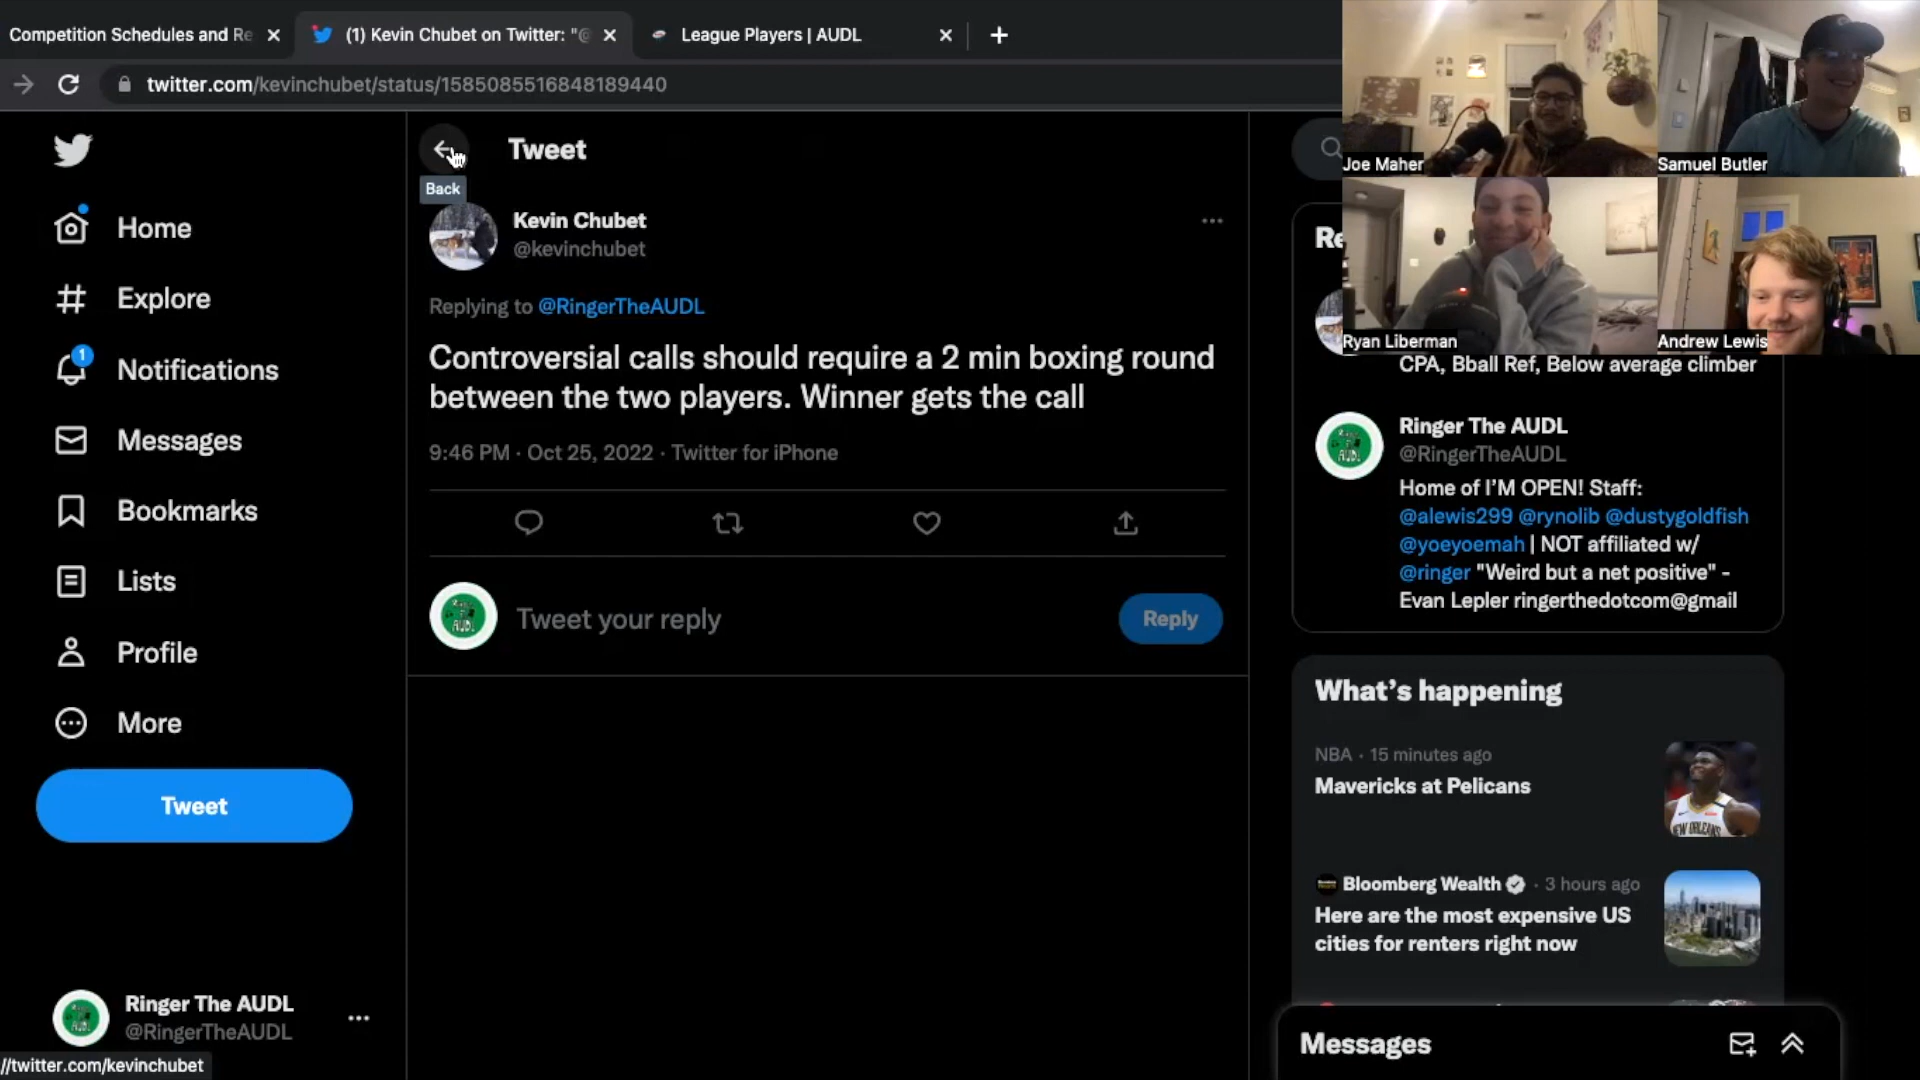 Competition Schedules and Re
(1) Kevin Chubet on Twitter: "@
League Players | AUDL
twitter.com/kevinchubet/status/1585085516848189440
Joe Maher
Samuel Butler
Ryan Liberman
Andrew Lewis
Home
Explore
1
Notifications
Messages
Bookmarks
Lists
Profile
More
Tweet
Ringer The AUDL
@RingerTheAUDL
//twitter.com/kevinchubet
Tweet
Back
Kevin Chubet
@kevinchubet
Replying to @RingerTheAUDL
Controversial calls should require a 2 min boxing round
between the two players. Winner gets the call
9:46 PM · Oct 25, 2022 · Twitter for iPhone
Tweet your reply
Reply
Re
CPA, Bball Ref, Below average climber
Ringer The AUDL
@RingerTheAUDL
Home of I'M OPEN! Staff:
@alewis299 @rynolib @dustygoldfish
@yoeyoemah | NOT affiliated w/
@ringer "Weird but a net positive" -
Evan Lepler ringerthedotcom@gmail
What's happening
NBA · 15 minutes ago
Mavericks at Pelicans
Bloomberg Wealth · 3 hours ago
Here are the most expensive US
cities for renters right now
Messages